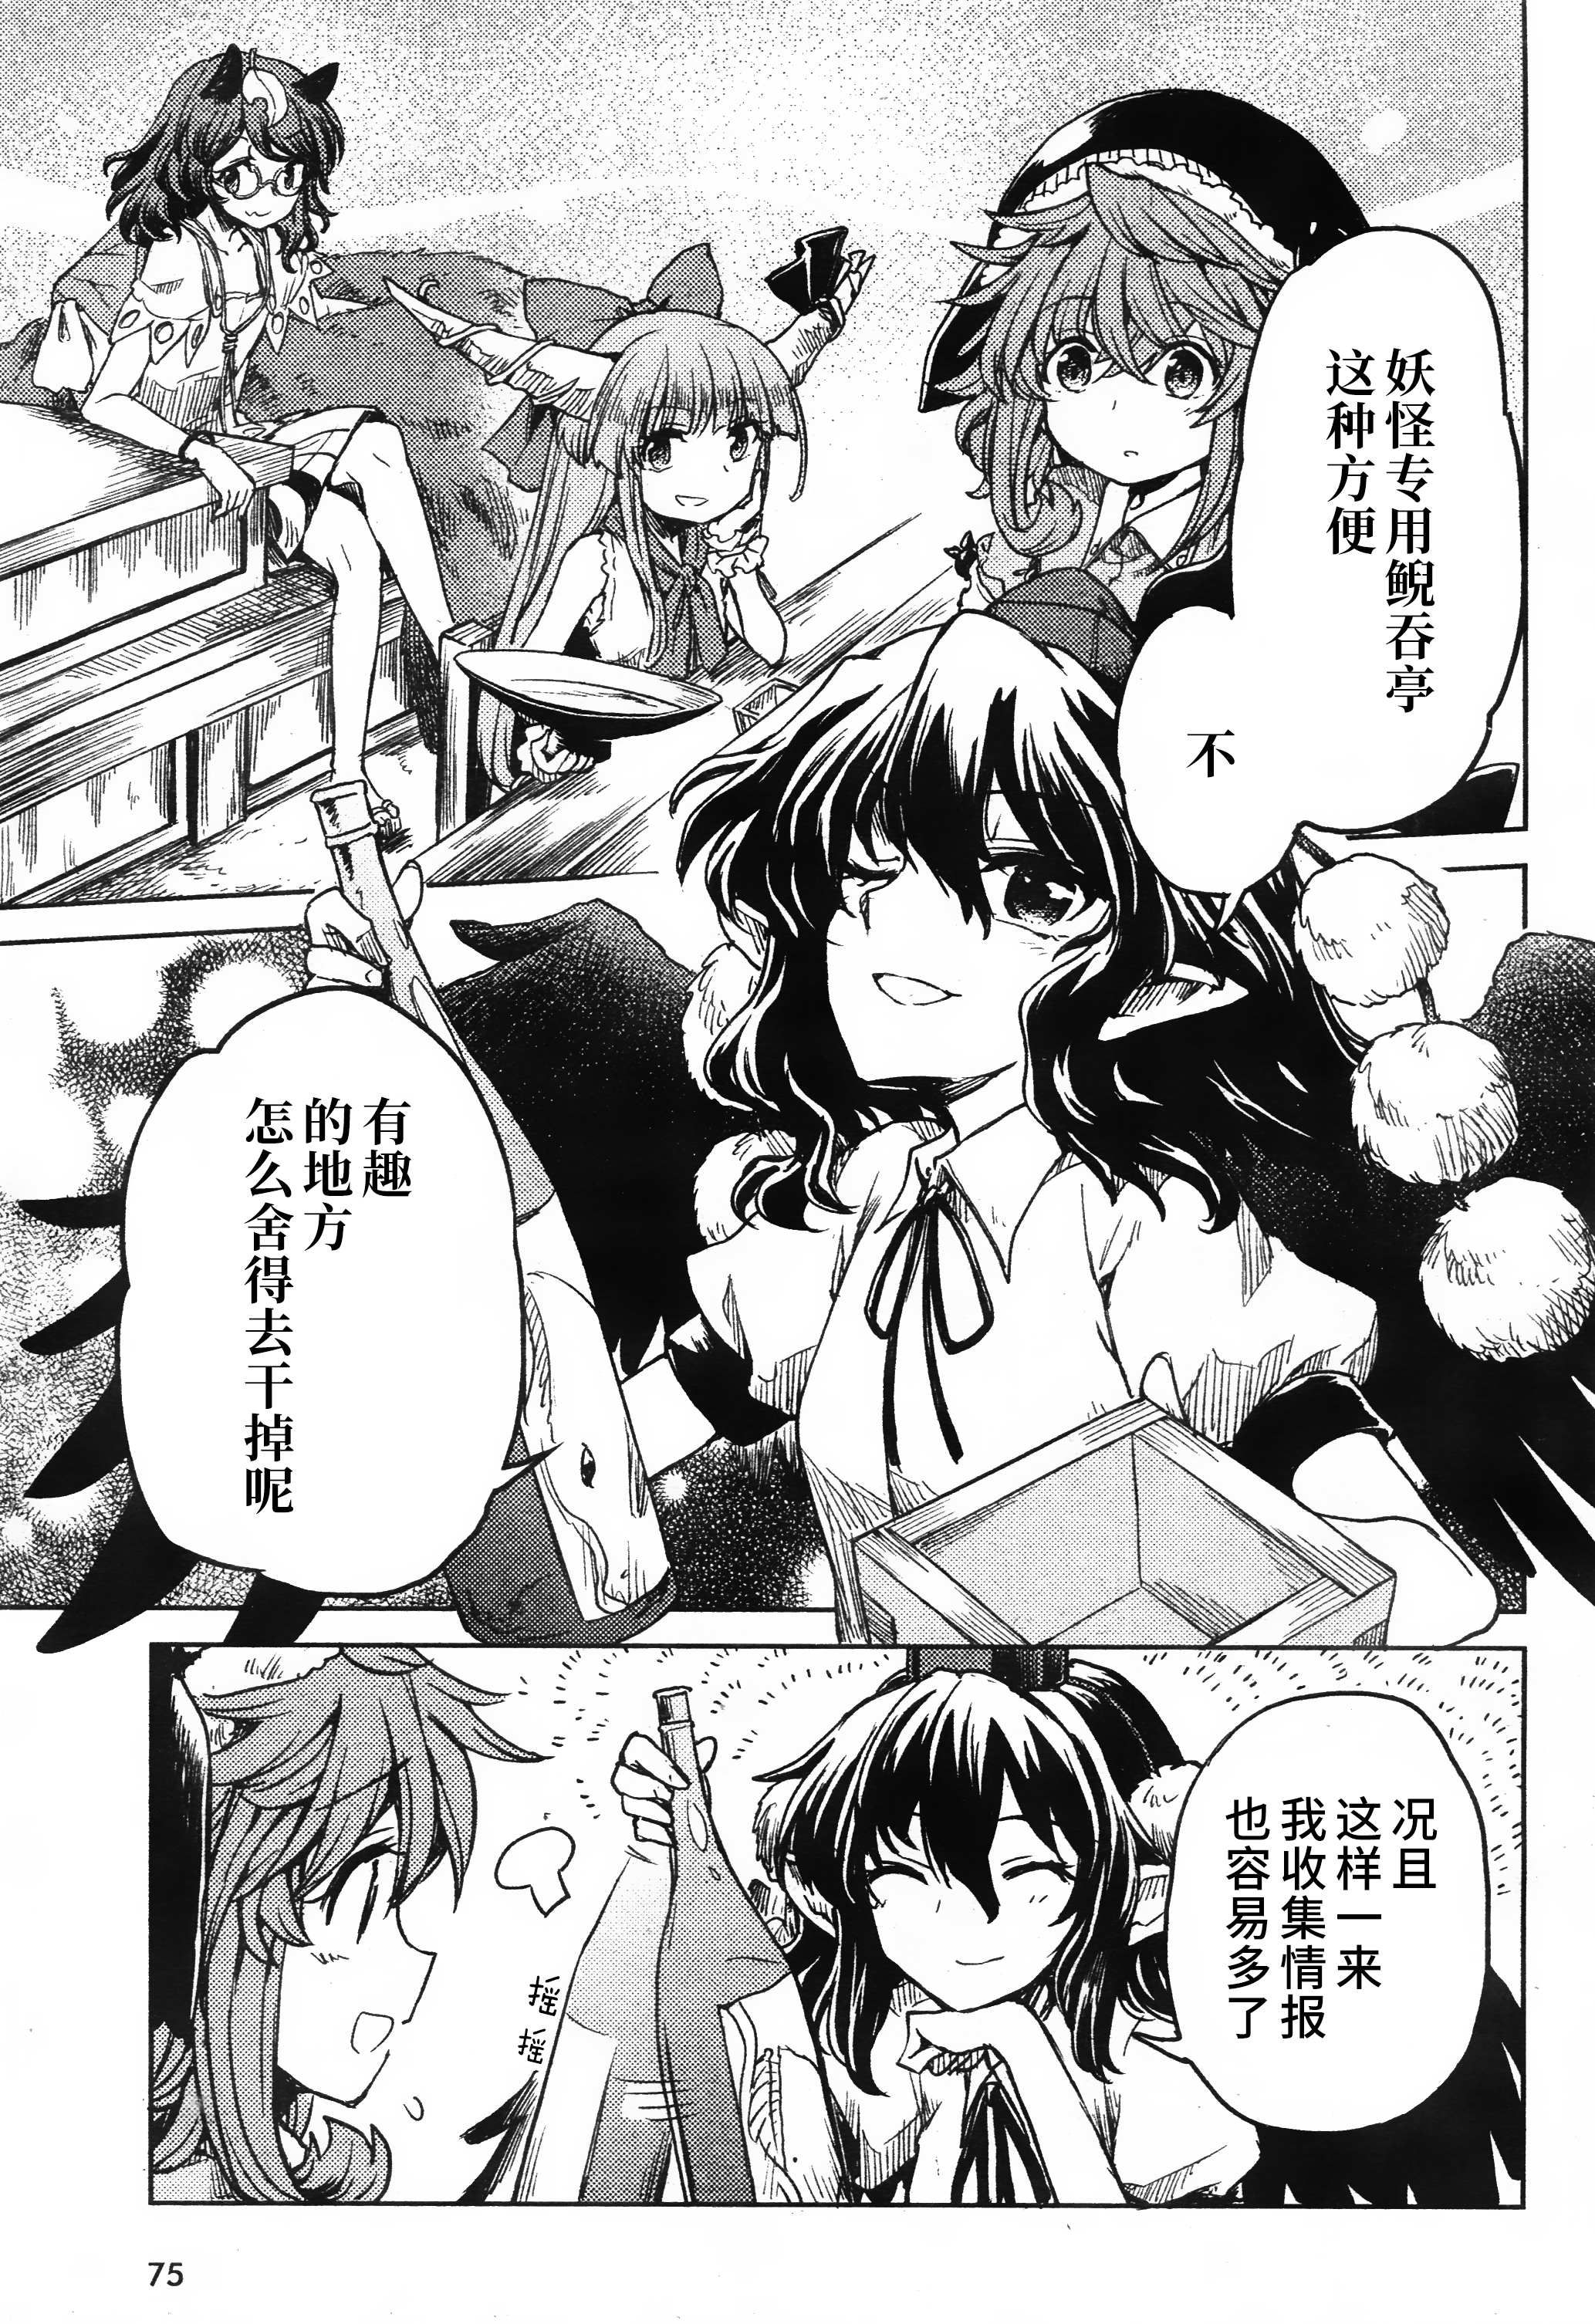 妖怪专用鲵吞亭
这种方便
不
有趣
的地方
怎么舍得去干掉呢
况且
这样一来
我收集情报
也容易多了
摇
摇
75